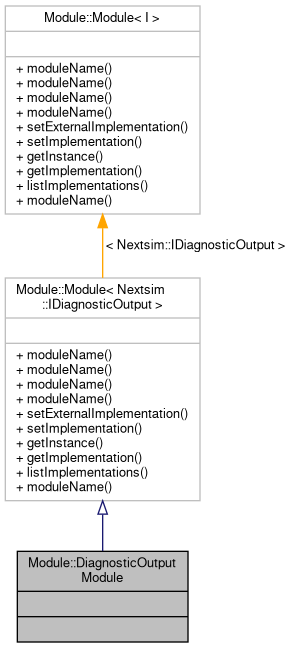 Module::Module< I >
+ moduleName()
+ moduleName()
+ moduleName()
+ moduleName()
+ setExternalImplementation()
+ setImplementation()
+ getInstance()
+ getImplementation()
+ listImplementations()
+ moduleName()
< Nextsim::IDiagnosticOutput >
Module::Module< Nextsim
::IDiagnosticOutput >
+ moduleName()
+ moduleName()
+ moduleName()
+ moduleName()
+ setExternalImplementation()
+ setImplementation()
+ getInstance()
+ getImplementation()
+ listImplementations()
+ moduleName()
Module::DiagnosticOutput
Module